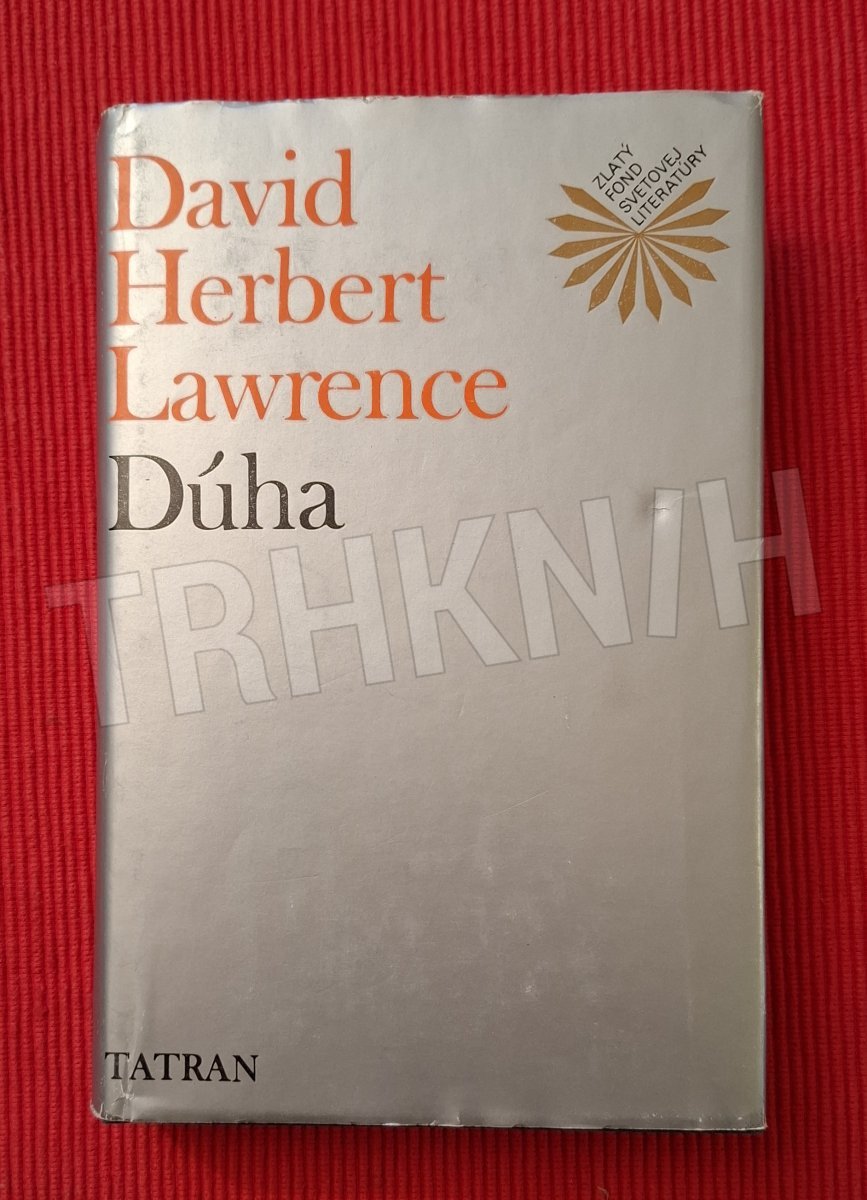 David
Herbert
Lawrence
Dúha
ZLATÝ
FOND
SVETOVEJ
LITERATÚRY
TRHKNIH
TATRAN